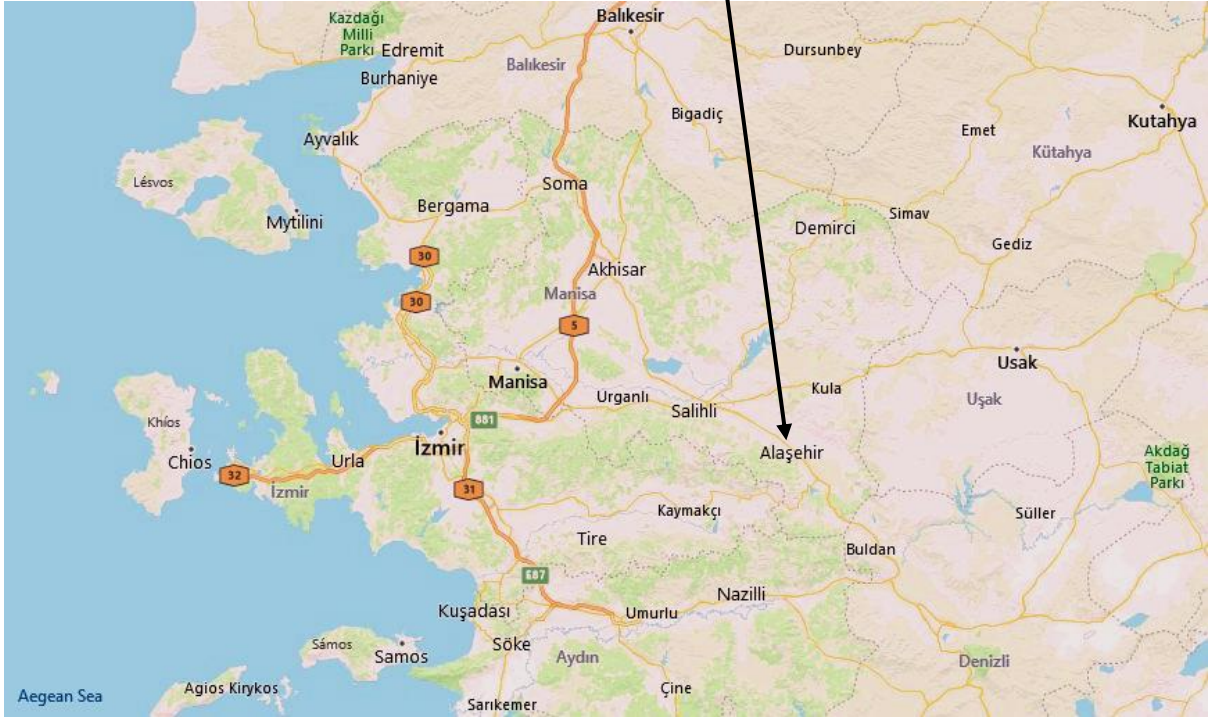 Kazdağı
Milli
Parkı
Edremit
Balıkesir
Dursunbey
Balıkesir
Burhaniye
Bigadiç
Kutahya
Emet
Ayvalık
Kütahya
Lésvos
Soma
Bergama
Simav
Mytilini
Demirci
Gediz
30
Akhisar
Manisa
30
5
Usak
Manisa
Kula
Urganlı
Uşak
Salihli
Khíos
881
İzmir
Alaşehir
Akdağ
Tabiat
Parkı
Chios
Urla
32
İzmir
31
Kaymakçı
Süller
Tire
Buldan
E87
Nazilli
Kuşadası
Umurlu
Sámos
Söke
Samos
Aydın
Denizli
Agios Kirykos
Çine
Aegean Sea
Sarıkemer